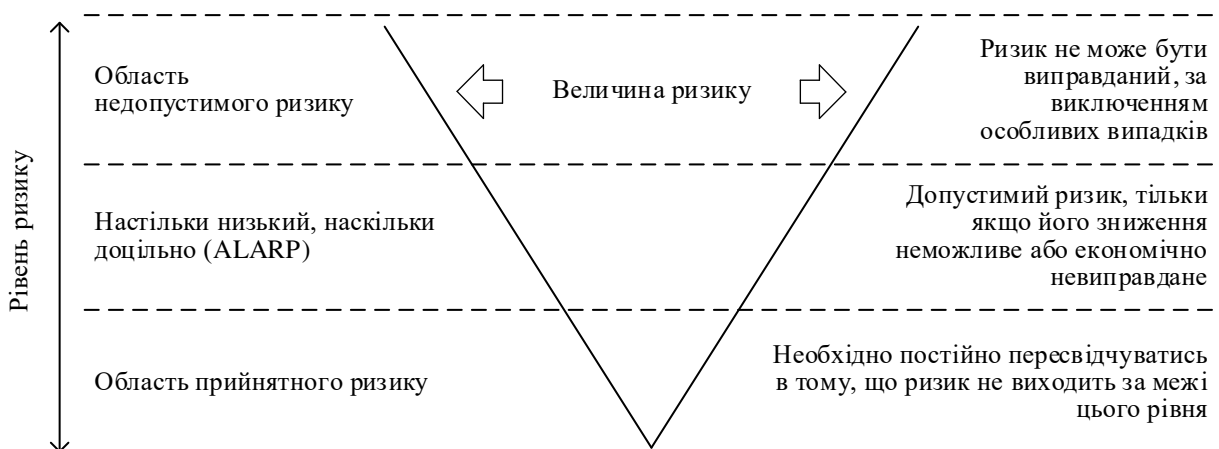 Рівень ризику
Область
недопустимого ризику
Величина ризику
Ризик не може бути
виправданий, за
виключенням
особливих випадків
Настільки низький, наскільки
доцільно (ALARP)
Допустимий ризик, тільки
якщо його зниження
неможливе або економічно
невиправдане
Область прийнятного ризику
Необхідно постійно пересвідчуватись
в тому, що ризик не виходить за межі
цього рівня